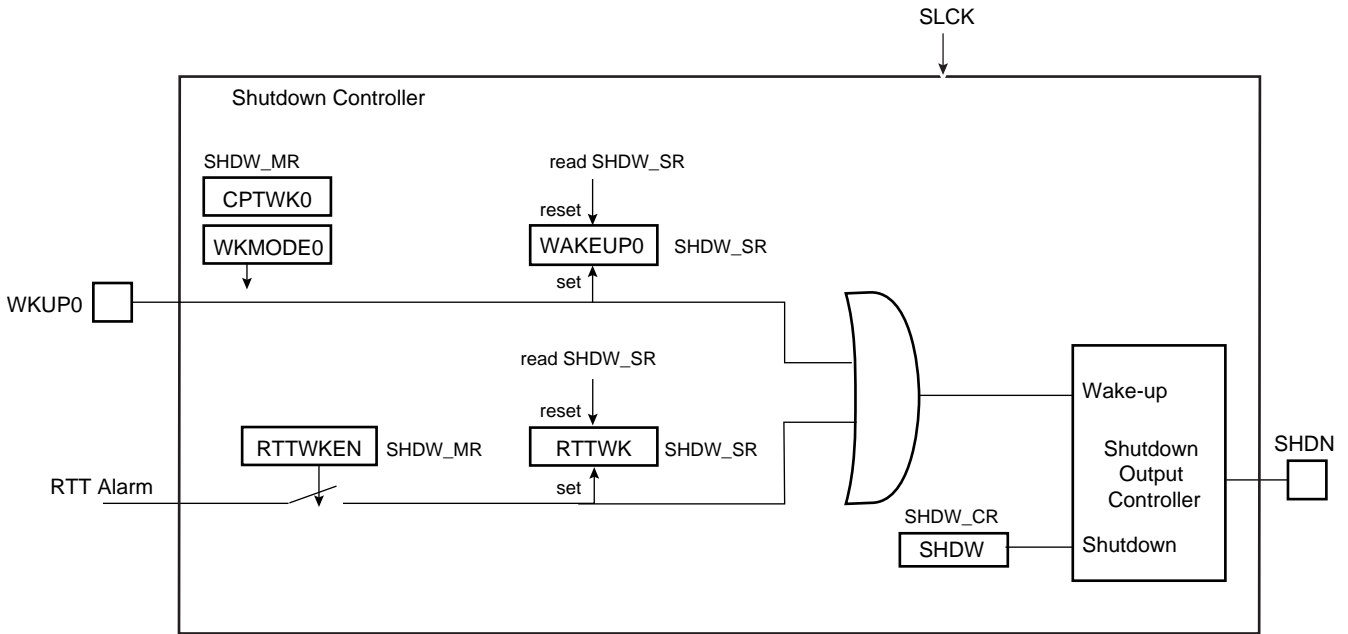 SLCK
Shutdown Controller
SHDW_MR
CPTWK0
WKMODE0
read SHDW_SR
reset
WAKEUP0
SHDW_SR
set
WKUP0
read SHDW_SR
reset
RTTWKEN
SHDW_MR
RTTWK
SHDW_SR
set
RTT Alarm
Wake-up
Shutdown
Output
Controller
SHDN
SHDW_CR
SHDW
Shutdown